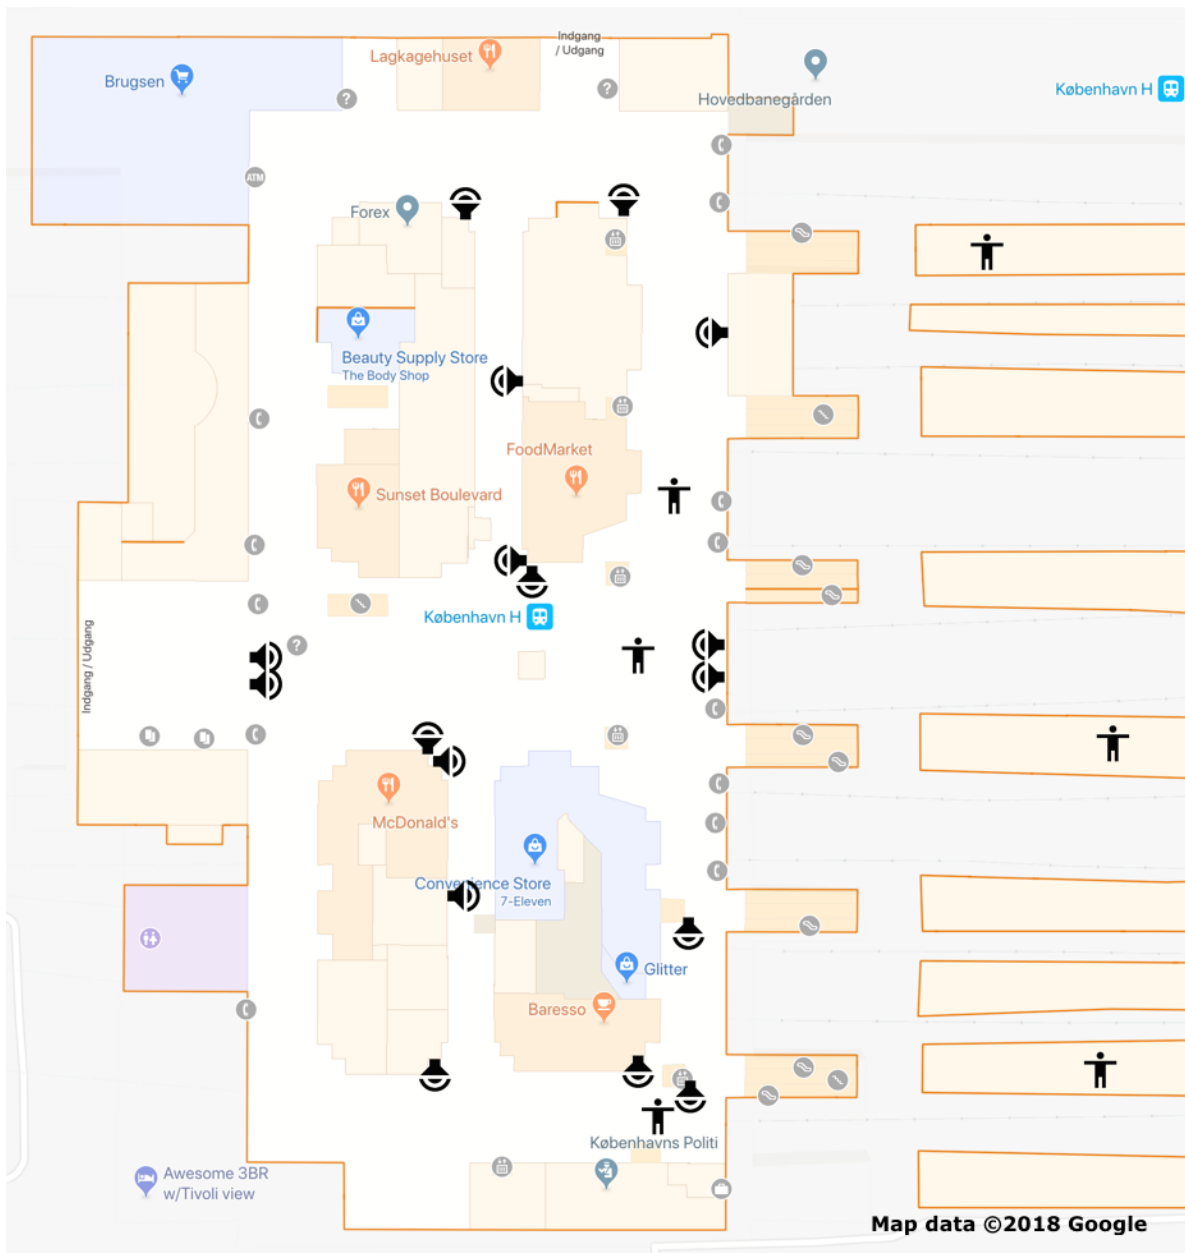 Indgang
/ Udgang
Lagkagehuset
Brugsen
?
?
Hovedbanegården
København H
ATM
Forex
Beauty Supply Store
The Body Shop
FoodMarket
Sunset Boulevard
København H
?
Indgang / Udgang
McDonald's
Convenience Store
7-Eleven
Glitter
Baresso
Københavns Politi
Awesome 3BR
w/Tivoli view
Map data ©2018 Google